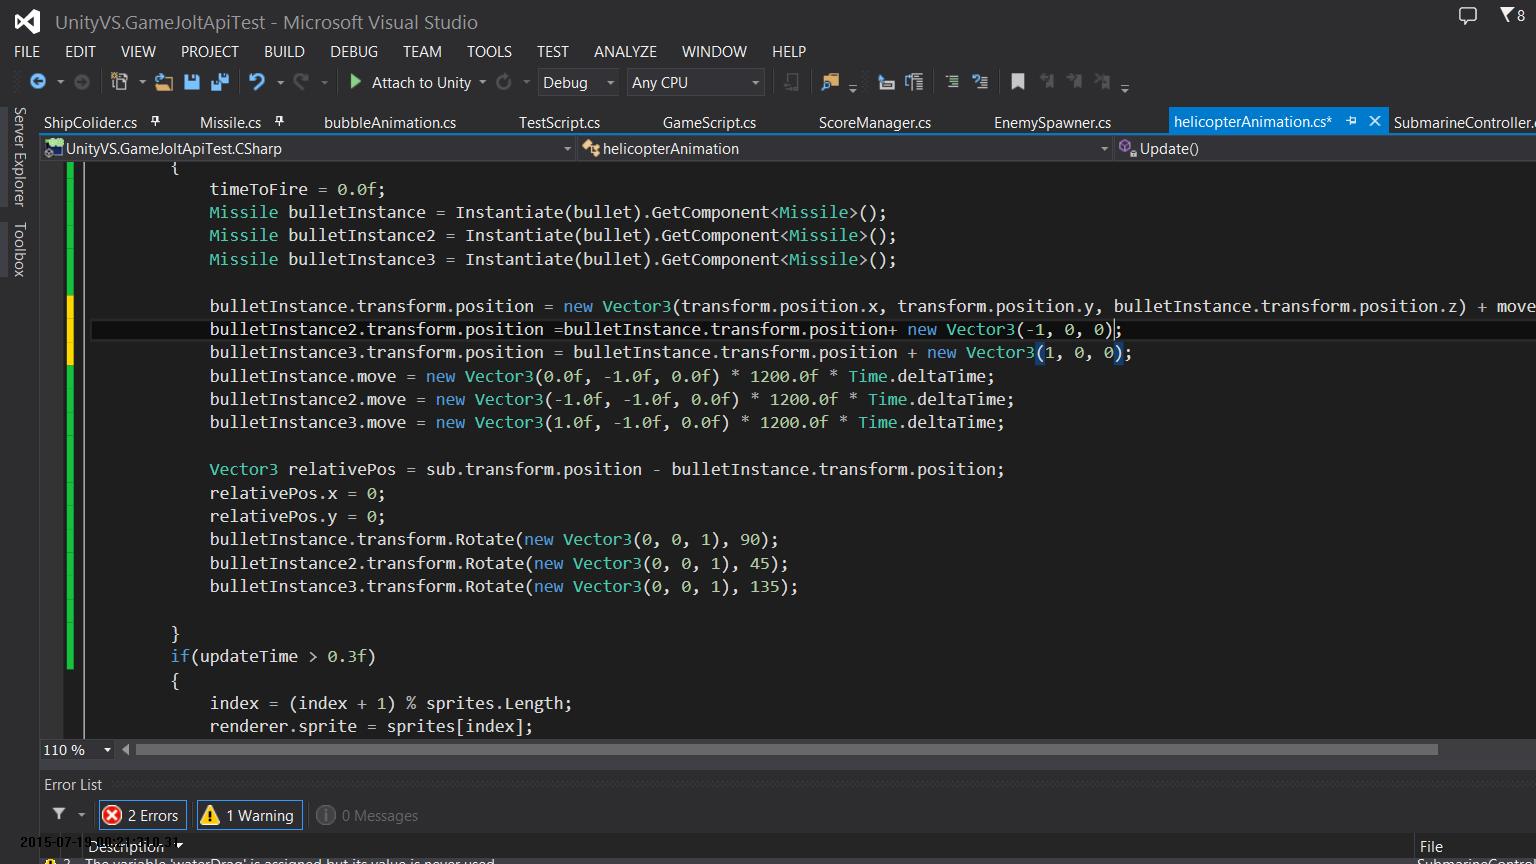 UnityVS.GameJoltApiTest - Microsoft Visual Studio
8
FILE EDIT VIEW PROJECT BUILD DEBUG TEAM TOOLS TEST ANALYZE WINDOW HELP
Attach to Unity Debug Any CPU
Server Explorer
Toolbox
ShipColider.cs Missile.cs bubbleAnimation.cs TestScript.cs GameScript.cs ScoreManager.cs EnemySpawner.cs helicopterAnimation.cs* SubmarineController.
UnityVS.GameJoltApiTest.CSharp helicopterAnimation Update()
{
timeToFire = 0.0f;
Missile bulletInstance = Instantiate(bullet).GetComponent<Missile>();
Missile bulletInstance2 = Instantiate(bullet).GetComponent<Missile>();
Missile bulletInstance3 = Instantiate(bullet).GetComponent<Missile>();
bulletInstance.transform.position = new Vector3(transform.position.x, transform.position.y, bulletInstance.transform.position.z) + move
bulletInstance2.transform.position =bulletInstance.transform.position+ new Vector3(-1, 0, 0);
bulletInstance3.transform.position = bulletInstance.transform.position + new Vector3(1, 0, 0);
bulletInstance.move = new Vector3(0.0f, -1.0f, 0.0f) * 1200.0f * Time.deltaTime;
bulletInstance2.move = new Vector3(-1.0f, -1.0f, 0.0f) * 1200.0f * Time.deltaTime;
bulletInstance3.move = new Vector3(1.0f, -1.0f, 0.0f) * 1200.0f * Time.deltaTime;
Vector3 relativePos = sub.transform.position - bulletInstance.transform.position;
relativePos.x = 0;
relativePos.y = 0;
bulletInstance.transform.Rotate(new Vector3(0, 0, 1), 90);
bulletInstance2.transform.Rotate(new Vector3(0, 0, 1), 45);
bulletInstance3.transform.Rotate(new Vector3(0, 0, 1), 135);
}
if(updateTime > 0.3f)
{
index = (index + 1) % sprites.Length;
renderer.sprite = sprites[index];
110 %
Error List
2 Errors 1 Warning 0 Messages
Description File
The variable 'waterDrag' is assigned but its value is never used